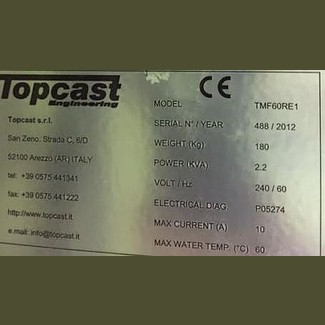 Topcast
Engineering
CE
Topcast s.r.l.
San Zeno, Strada C, 6/D
52100 Arezzo (AR) ITALY
tel: +39 0575 441341
fax: +39 0575 441222
http://www.topcast.it
e.mail: info@topcast.it
MODEL TMF60RE1
SERIAL N° / YEAR 488 / 2012
WEIGHT (Kg) 180
POWER (KVA) 2.2
VOLT / Hz 240 / 60
ELECTRICAL DIAG. P05274
MAX CURRENT (A) 10
MAX WATER TEMP. (°C) 60